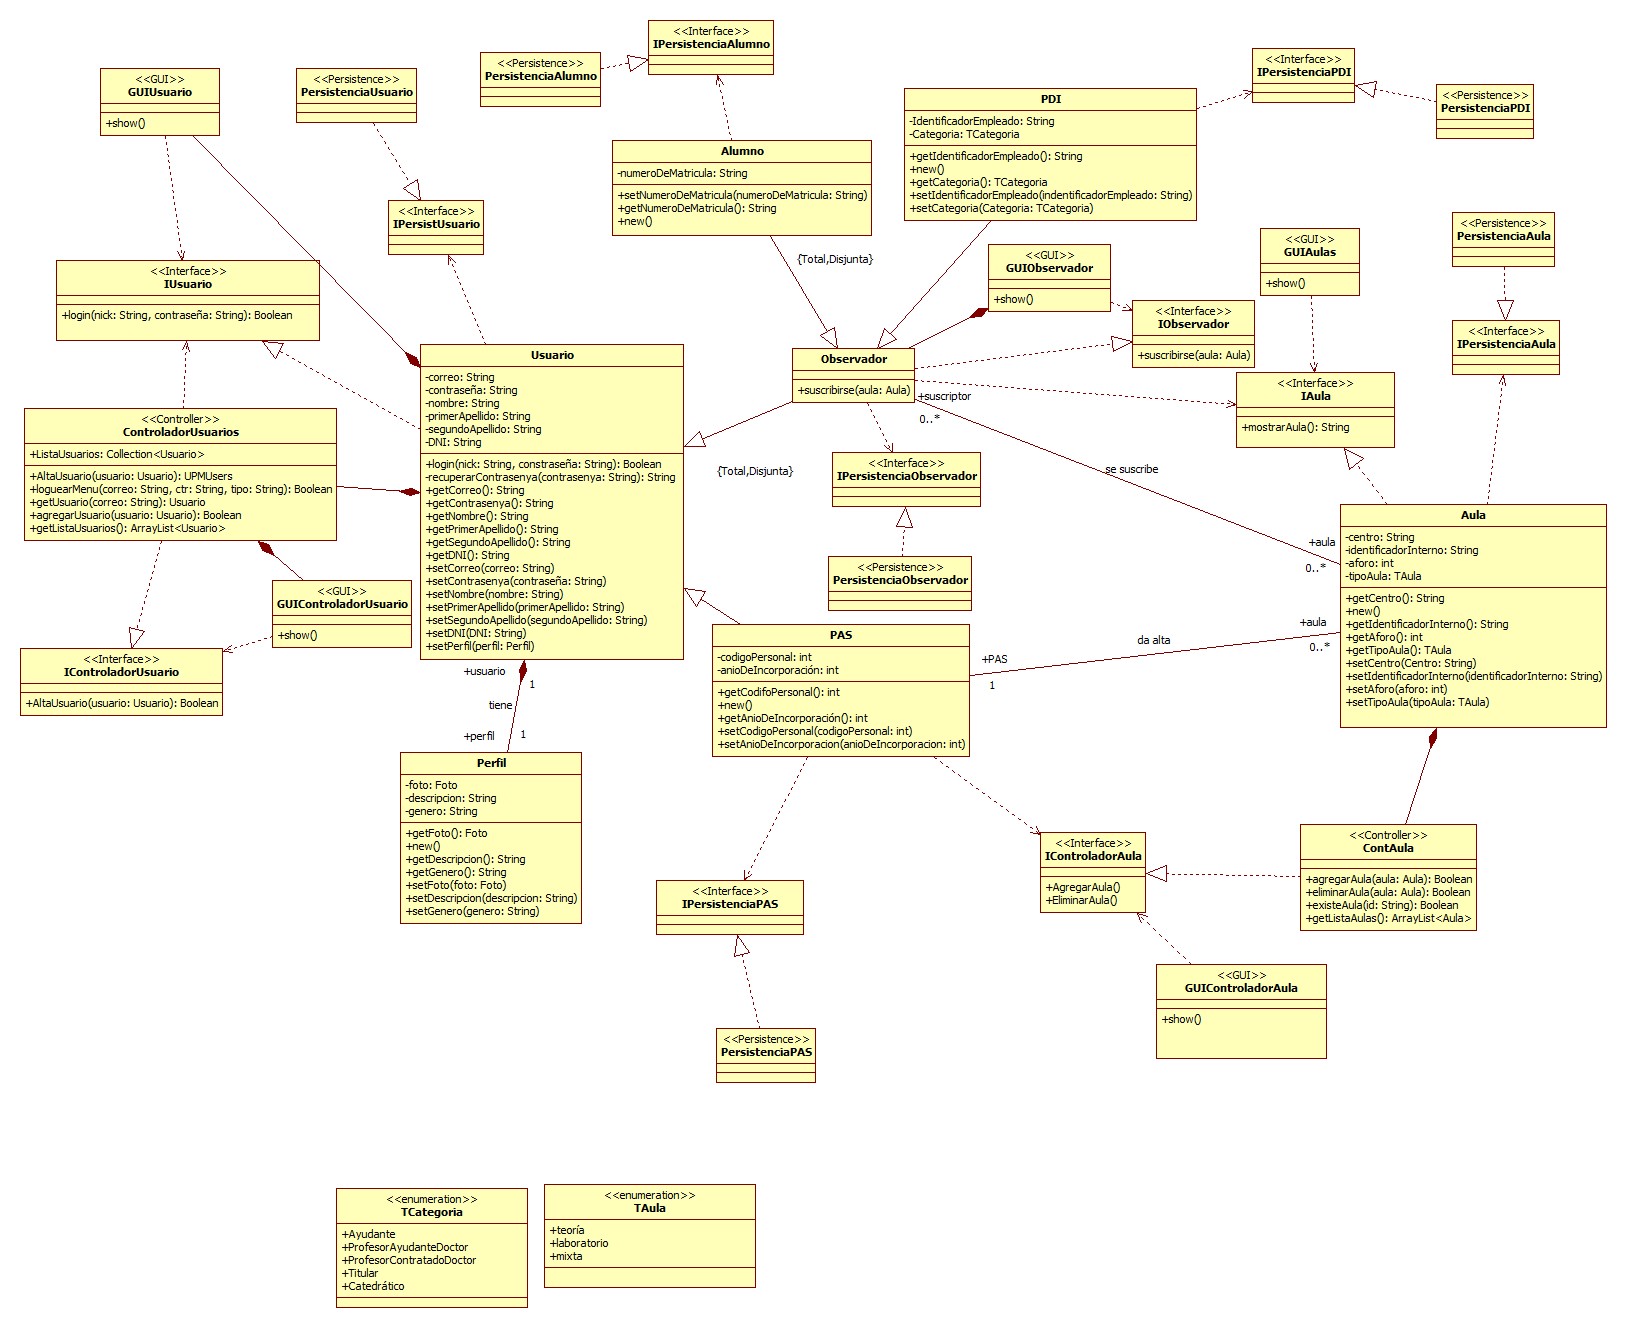 <<Interface>>
IPersistenciaAlumno
<<Persistence>>
PersistenciaAlumno
<<GUI>>
GUIUsuario
+show()
<<Persistence>>
PersistenciaUsuario
<<Interface>>
IPersistenciaPDI
<<Persistence>>
PersistenciaPDI
PDI
-IdentificadorEmpleado: String
-Categoria: TCategoria
+getIdentificadorEmpleado(): String
+new()
+getCategoria(): TCategoria
+setIdentificadorEmpleado(indentificadorEmpleado: String)
+setCategoria(Categoria: TCategoria)
Alumno
-numeroDeMatricula: String
+setNumeroDeMatricula(numeroDeMatricula: String)
+getNumeroDeMatricula(): String
+new()
<<Interface>>
IPersistUsuario
<<Persistence>>
PersistenciaAula
<<GUI>>
GUIAulas
+show()
{Total,Disjunta}
<<GUI>>
GUIObservador
+show()
<<Interface>>
IUsuario
+login(nick: String, contraseña: String): Boolean
<<Interface>>
IObservador
+suscribirse(aula: Aula)
<<Interface>>
IPersistenciaAula
Usuario
-correo: String
-contraseña: String
-nombre: String
-primerApellido: String
-segundoApellido: String
-DNI: String
+login(nick: String, constraseña: String): Boolean
-recuperarContrasenya(contrasenya: String): String
+getCorreo(): String
+getContrasenya(): String
+getNombre(): String
+getPrimerApellido(): String
+getSegundoApellido(): String
+getDNI(): String
+setCorreo(correo: String)
+setContrasenya(contraseña: String)
+setNombre(nombre: String)
+setPrimerApellido(primerApellido: String)
+setSegundoApellido(segundoApellido: String)
+setDNI(DNI: String)
+setPerfil(perfil: Perfil)
Observador
+suscribirse(aula: Aula)
+suscriptor
0..*
<<Interface>>
IAula
+mostrarAula(): String
<<Controller>>
ControladorUsuarios
+ListaUsuarios: Collection<Usuario>
+AltaUsuario(usuario: Usuario): UPMUsers
+loguearMenu(correo: String, ctr: String, tipo: String): Boolean
+getUsuario(correo: String): Usuario
+agregarUsuario(usuario: Usuario): Boolean
+getListaUsuarios(): ArrayList<Usuario>
{Total,Disjunta}
<<Interface>>
IPersistenciaObservador
se suscribe
+aula
0..*
Aula
-centro: String
-identificadorInterno: String
-aforo: int
-tipoAula: TAula
+getCentro(): String
+new()
+getIdentificadorInterno(): String
+getAforo(): int
+getTipoAula(): TAula
+setCentro(Centro: String)
+setIdentificadorInterno(identificadorInterno: String)
+setAforo(aforo: int)
+setTipoAula(tipoAula: TAula)
<<Persistence>>
PersistenciaObservador
<<GUI>>
GUIControladorUsuario
+show()
<<Interface>>
IControladorUsuario
+AltaUsuario(usuario: Usuario): Boolean
PAS
-codigoPersonal: int
-anioDeIncorporación: int
+getCodifoPersonal(): int
+new()
+getAnioDeIncorporación(): int
+setCodigoPersonal(codigoPersonal: int)
+setAnioDeIncorporacion(anioDeIncorporacion: int)
+PAS
1
da alta
+aula
0..*
+usuario
1
tiene
+perfil
1
Perfil
-foto: Foto
-descripcion: String
-genero: String
+getFoto(): Foto
+new()
+getDescripcion(): String
+getGenero(): String
+setFoto(foto: Foto)
+setDescripcion(descripcion: String)
+setGenero(genero: String)
<<Interface>>
IControladorAula
+AgregarAula()
+EliminarAula()
<<Controller>>
ContAula
+agregarAula(aula: Aula): Boolean
+eliminarAula(aula: Aula): Boolean
+existeAula(id: String): Boolean
+getListaAulas(): ArrayList<Aula>
<<Interface>>
IPersistenciaPAS
<<GUI>>
GUIControladorAula
+show()
<<Persistence>>
PersistenciaPAS
<<enumeration>>
TCategoria
+Ayudante
+ProfesorAyudanteDoctor
+ProfesorContratadoDoctor
+Titular
+Catedrático
<<enumeration>>
TAula
+teoría
+laboratorio
+mixta